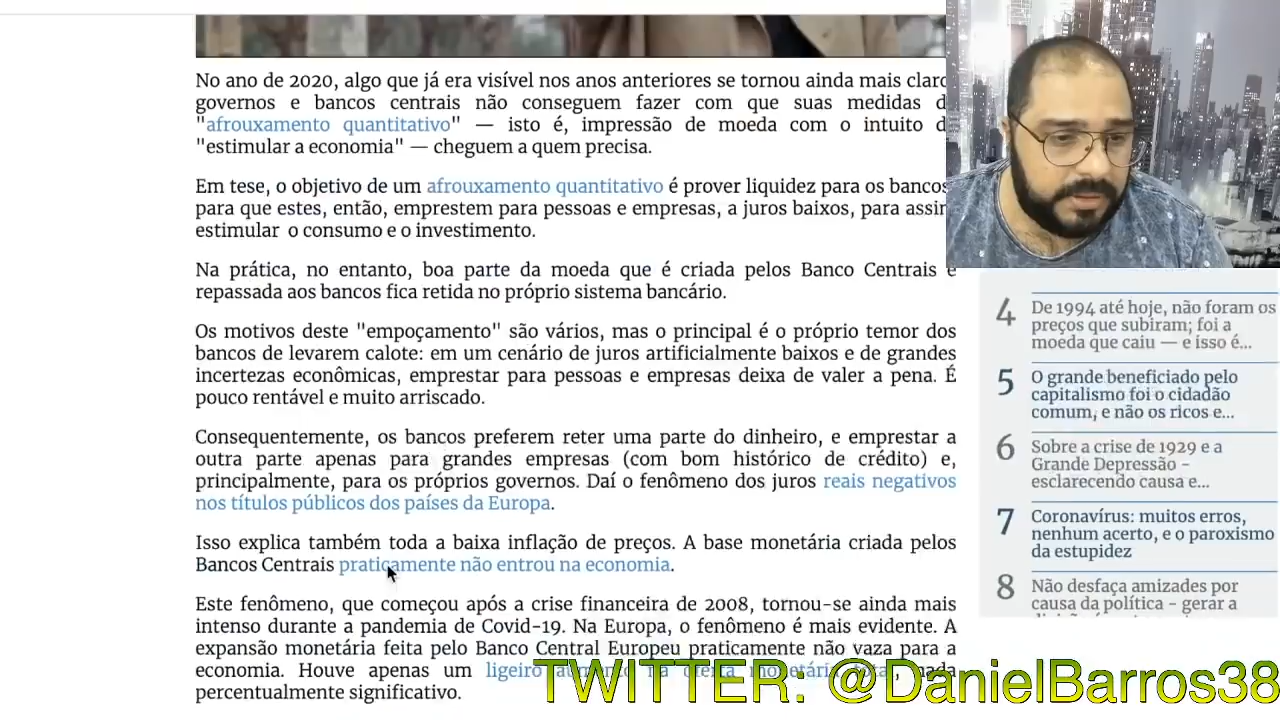 No ano de 2020, algo que já era visível nos anos anteriores se tornou ainda mais claro
governos e bancos centrais não conseguem fazer com que suas medidas d
"afrouxamento quantitativo" — isto é, impressão de moeda com o intuito d
"estimular a economia" — cheguem a quem precisa.
Em tese, o objetivo de um afrouxamento quantitativo é prover liquidez para os bancos
para que estes, então, emprestem para pessoas e empresas, a juros baixos, para assim
estimular o consumo e o investimento.
Na prática, no entanto, boa parte da moeda que é criada pelos Banco Centrais e
repassada aos bancos fica retida no próprio sistema bancário.
Os motivos deste "empoçamento" são vários, mas o principal é o próprio temor dos
bancos de levarem calote: em um cenário de juros artificialmente baixos e de grandes
incertezas econômicas, emprestar para pessoas e empresas deixa de valer a pena. É
pouco rentável e muito arriscado.
Consequentemente, os bancos preferem reter uma parte do dinheiro, e emprestar a
outra parte apenas para grandes empresas (com bom histórico de crédito) e,
principalmente, para os próprios governos. Daí o fenômeno dos juros reais negativos
nos títulos públicos dos países da Europa.
Isso explica também toda a baixa inflação de preços. A base monetária criada pelos
Bancos Centrais praticamente não entrou na economia.
Este fenômeno, que começou após a crise financeira de 2008, tornou-se ainda mais
intenso durante a pandemia de Covid-19. Na Europa, o fenômeno é mais evidente. A
expansão monetária feita pelo Banco Central Europeu praticamente não vaza para a
economia. Houve apenas um ligeiro aumento na oferta monetária total, nada
percentualmente significativo.
4 De 1994 até hoje, não foram os
preços que subiram; foi a
moeda que caiu — e isso é...
5 O grande beneficiado pelo
capitalismo foi o cidadão
comum, e não os ricos e...
6 Sobre a crise de 1929 e a
Grande Depressão -
esclarecendo causa e...
7 Coronavírus: muitos erros,
nenhum acerto, e o paroxismo
da estupidez
8 Não desfaça amizades por
causa da política - gerar a
TWITTER: @DanielBarros38